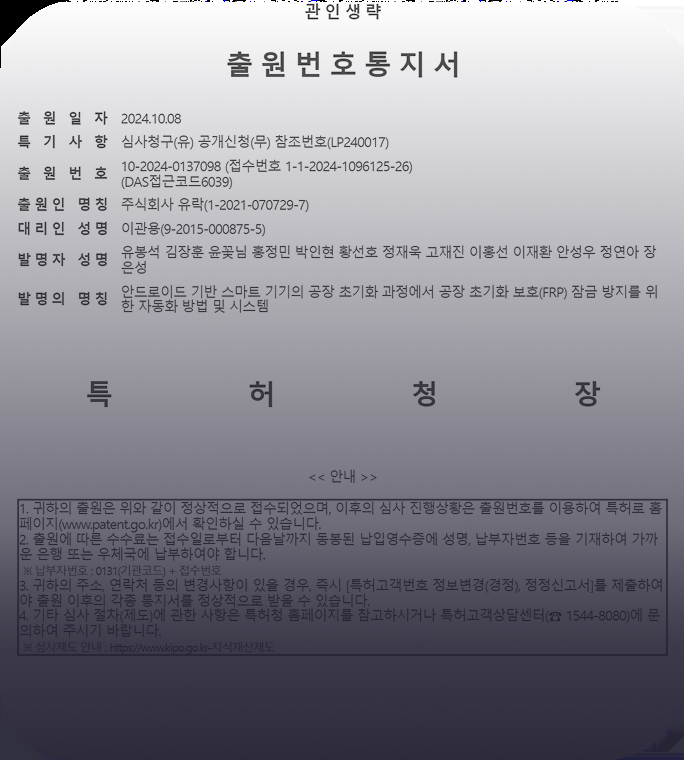 관 인 생 략
출 원 번 호 통 지 서
출 원 일 자 2024.10.08
특 기 사 항 심사청구(유) 공개신청(무) 참조번호(LP240017)
출 원 번 호 10-2024-0137098 (접수번호 1-1-2024-1096125-26)
(DAS접근코드6039)
출 원 인 명 칭 주식회사 유락(1-2021-070729-7)
대 리 인 성 명 이관용(9-2015-000875-5)
발 명 자 성 명 유봉석 김장훈 윤꽃님 홍정민 박인현 황선호 정재욱 고재진 이홍선 이재환 안성우 정연아 장
은성
발 명 의 명 칭 안드로이드 기반 스마트 기기의 공장 초기화 과정에서 공장 초기화 보호(FRP) 잠금 방지를 위
한 자동화 방법 및 시스템
특 허 청 장
<< 안내 >>
1. 귀하의 출원은 위와 같이 정상적으로 접수되었으며, 이후의 심사 진행상황은 출원번호를 이용하여 특허로 홈
페이지(www.patent.go.kr)에서 확인하실 수 있습니다.
2. 출원에 따른 수수료는 접수일로부터 다음날까지 동봉된 납입영수증에 성명, 납부자번호 등을 기재하여 가까
운 은행 또는 우체국에 납부하여야 합니다.
※ 납부자번호 : 0131(기관코드) + 접수번호
3. 귀하의 주소, 연락처 등의 변경사항이 있을 경우, 즉시 [특허고객번호 정보변경(경정), 정정신고서]를 제출하여
야 출원 이후의 각종 통지서를 정상적으로 받을 수 있습니다.
4. 기타 심사 절차(제도)에 관한 사항은 특허청 홈페이지를 참고하시거나 특허고객상담센터(☎ 1544-8080)에 문
의하여 주시기 바랍니다.
※ 심사제도 안내 : https://www.kipo.go.kr-지식재산제도